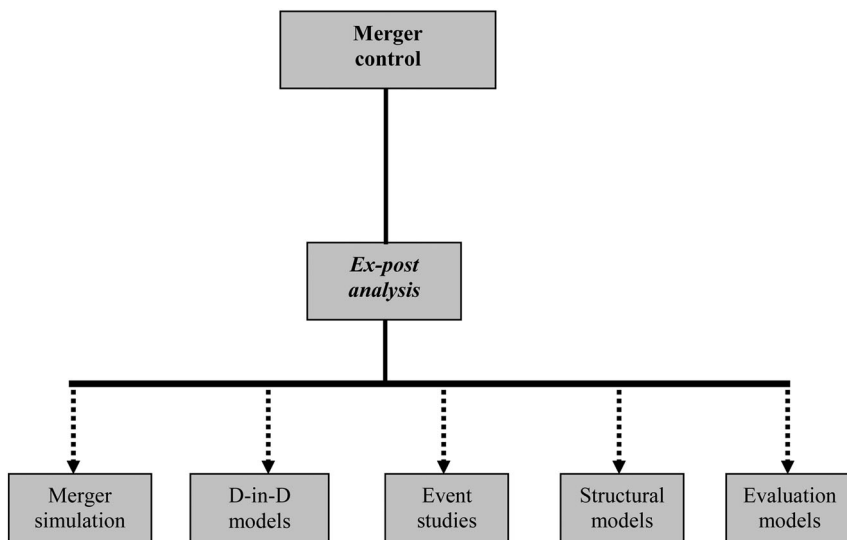 Merger
control
Ex-post
analysis
Merger
simulation
D-in-D
models
Event
studies
Structural
models
Evaluation
models